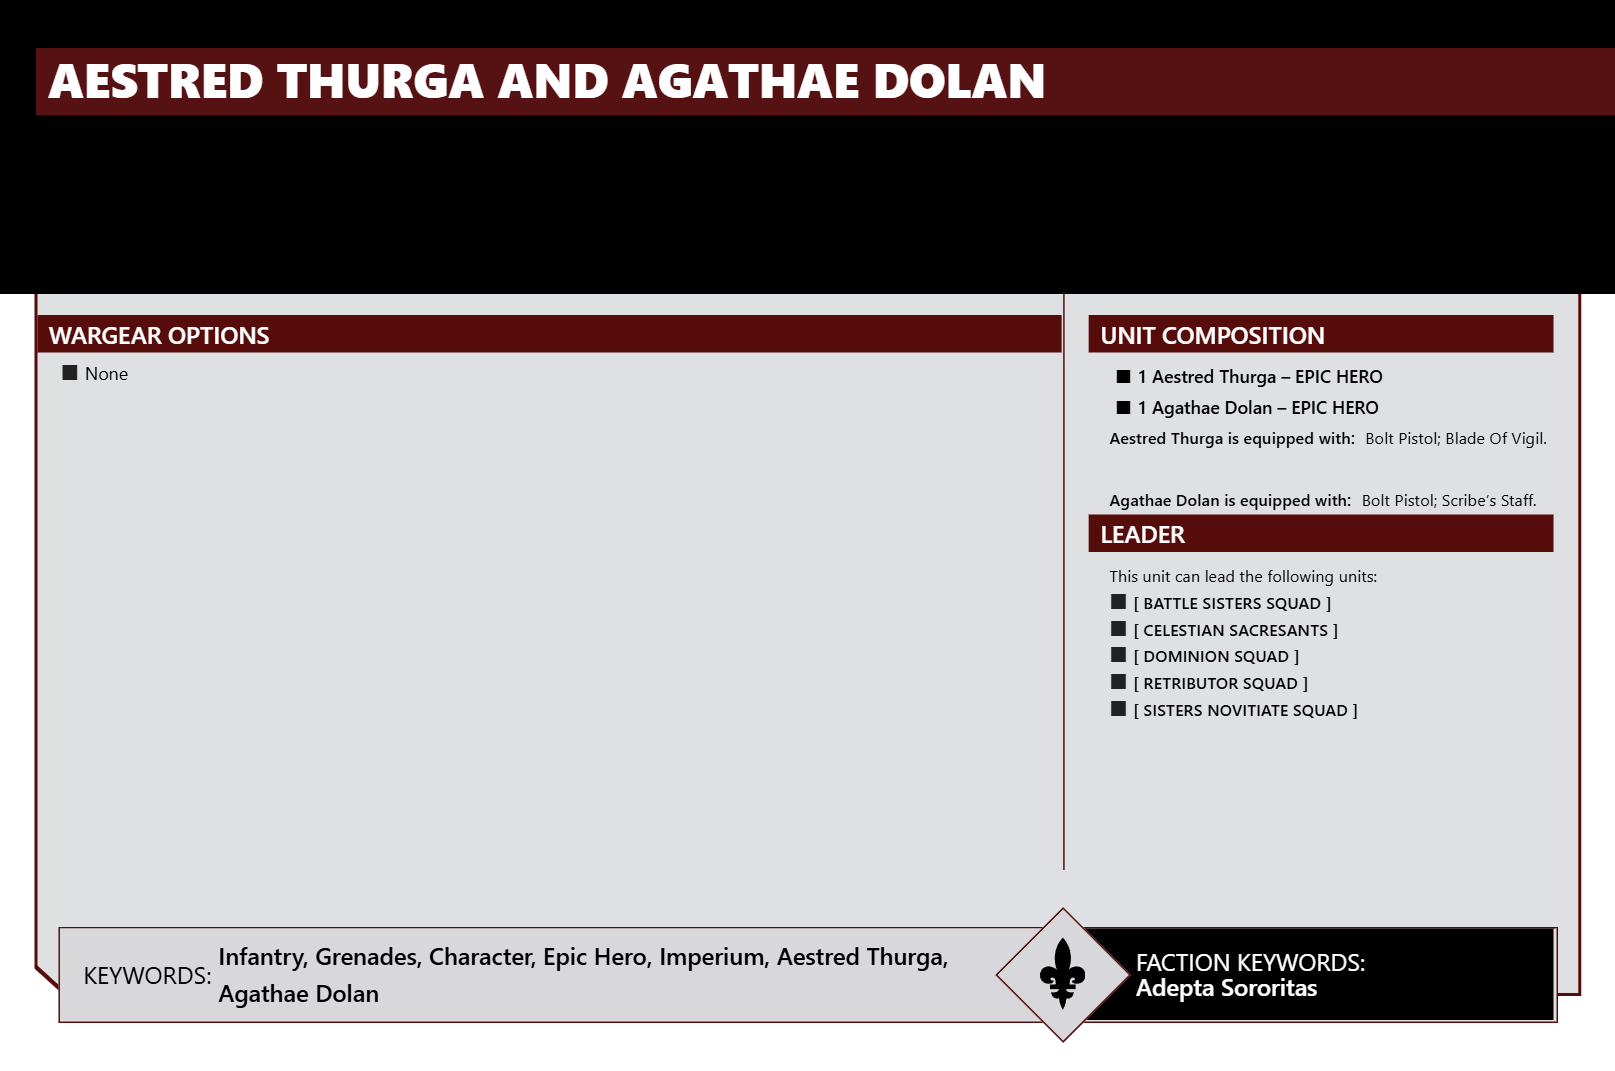 AESTRED THURGA AND AGATHAE DOLAN
WARGEAR OPTIONS
■ None
UNIT COMPOSITION
■ 1 Aestred Thurga – EPIC HERO
■ 1 Agathae Dolan – EPIC HERO
Aestred Thurga is equipped with: Bolt Pistol; Blade Of Vigil.
Agathae Dolan is equipped with: Bolt Pistol; Scribe's Staff.
LEADER
This unit can lead the following units:
■ [ BATTLE SISTERS SQUAD ]
■ [ CELESTIAN SACRESANTS ]
■ [ DOMINION SQUAD ]
■ [ RETRIBUTOR SQUAD ]
■ [ SISTERS NOVITIATE SQUAD ]
KEYWORDS: Infantry, Grenades, Character, Epic Hero, Imperium, Aestred Thurga,
Agathae Dolan
FACTION KEYWORDS:
Adepta Sororitas